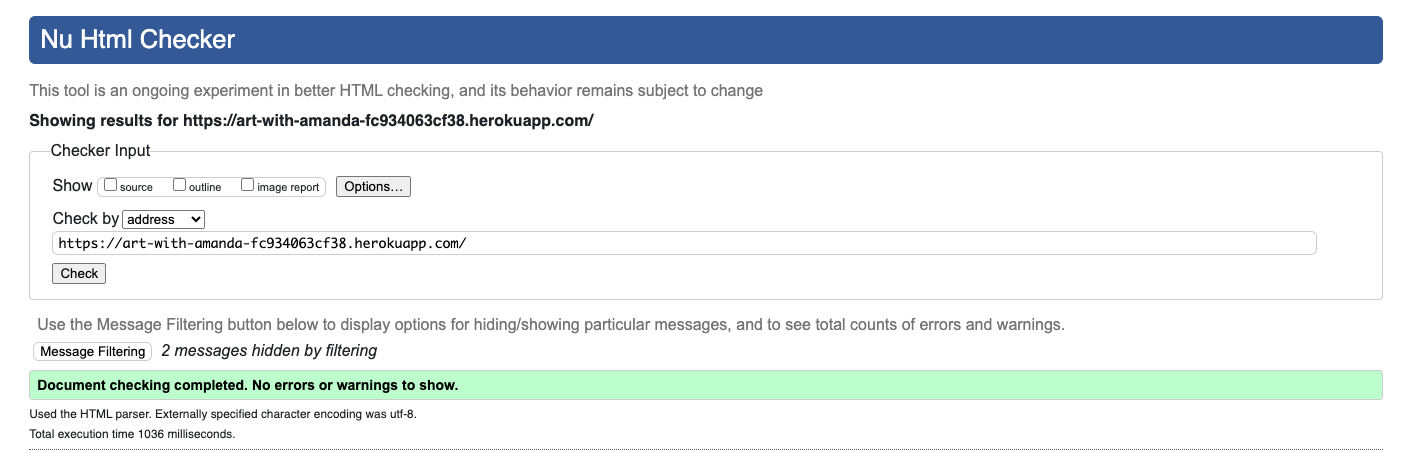 Nu Html Checker
This tool is an ongoing experiment in better HTML checking, and its behavior remains subject to change
Showing results for https://art-with-amanda-fc934063cf38.herokuapp.com/
Checker Input
Show source outline image report Options...
Check by address
https://art-with-amanda-fc934063cf38.herokuapp.com/
Check
Use the Message Filtering button below to display options for hiding/showing particular messages, and to see total counts of errors and warnings.
Message Filtering 2 messages hidden by filtering
Document checking completed. No errors or warnings to show.
Used the HTML parser. Externally specified character encoding was utf-8.
Total execution time 1036 milliseconds.